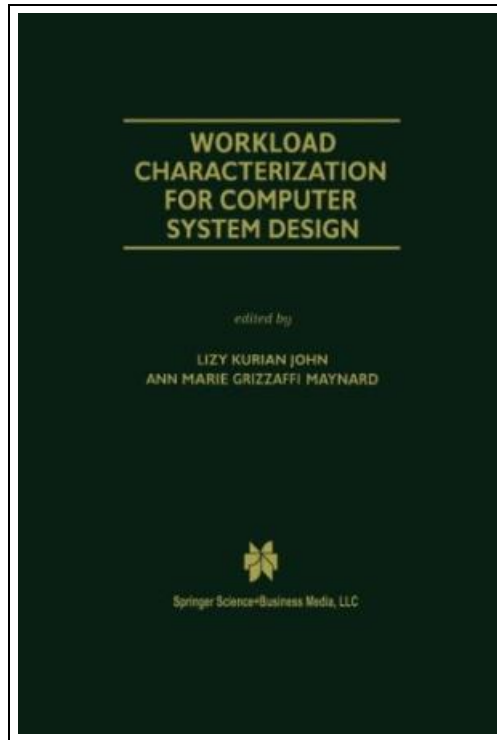 WORKLOAD
CHARACTERIZATION
FOR COMPUTER
SYSTEM DESIGN
edited by
LIZY KURIAN JOHN
ANN MARIE GRIZZAFFI MAYNARD
Springer Science+Business Media, LLC